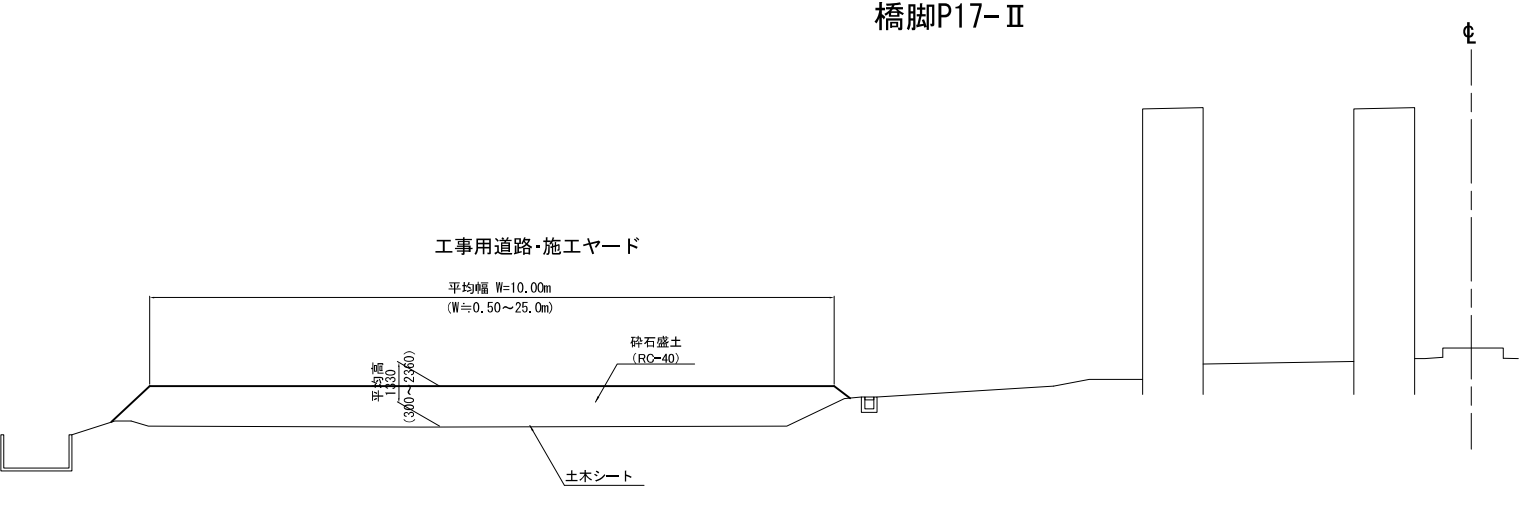 橋脚P17-Ⅱ
℄
工事用道路・施工ヤード
平均幅 W=10.00m
(W≒0.50～25.0m)
砕石盛土
(RC-40)
平均高
1330
(300～2360)
土木シート